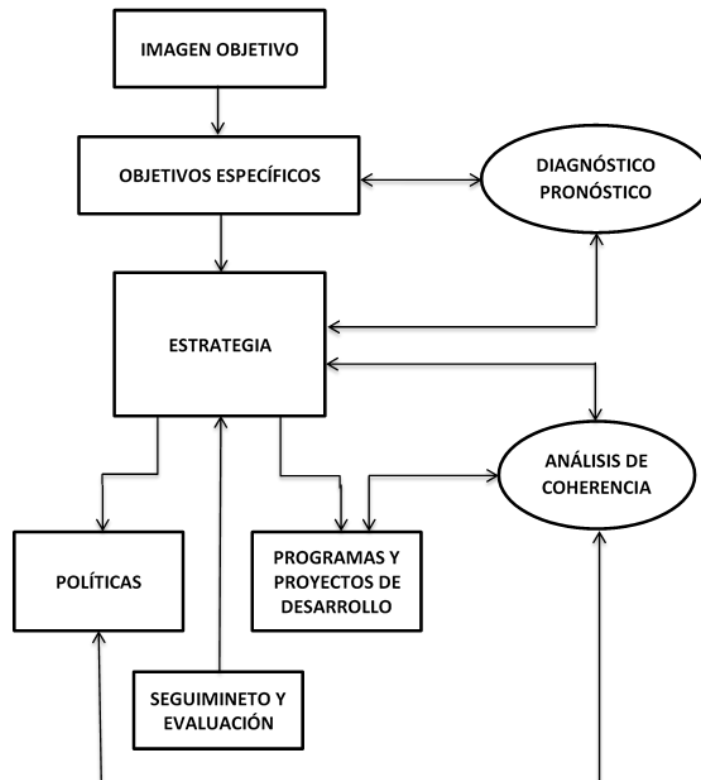 IMAGEN OBJETIVO
OBJETIVOS ESPECÍFICOS
DIAGNÓSTICO
PRONÓSTICO
ESTRATEGIA
ANÁLISIS DE
COHERENCIA
POLÍTICAS
PROGRAMAS Y
PROYECTOS DE
DESARROLLO
SEGUIMINETO Y
EVALUACIÓN